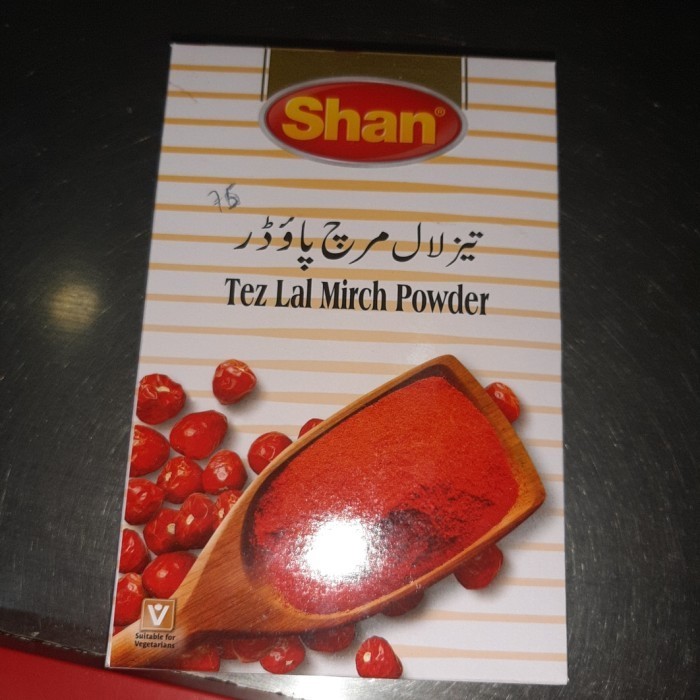 Shan®
75
تیز لال مرچ پاؤڈر
Tez Lal Mirch Powder
V
Suitable for
Vegetarians